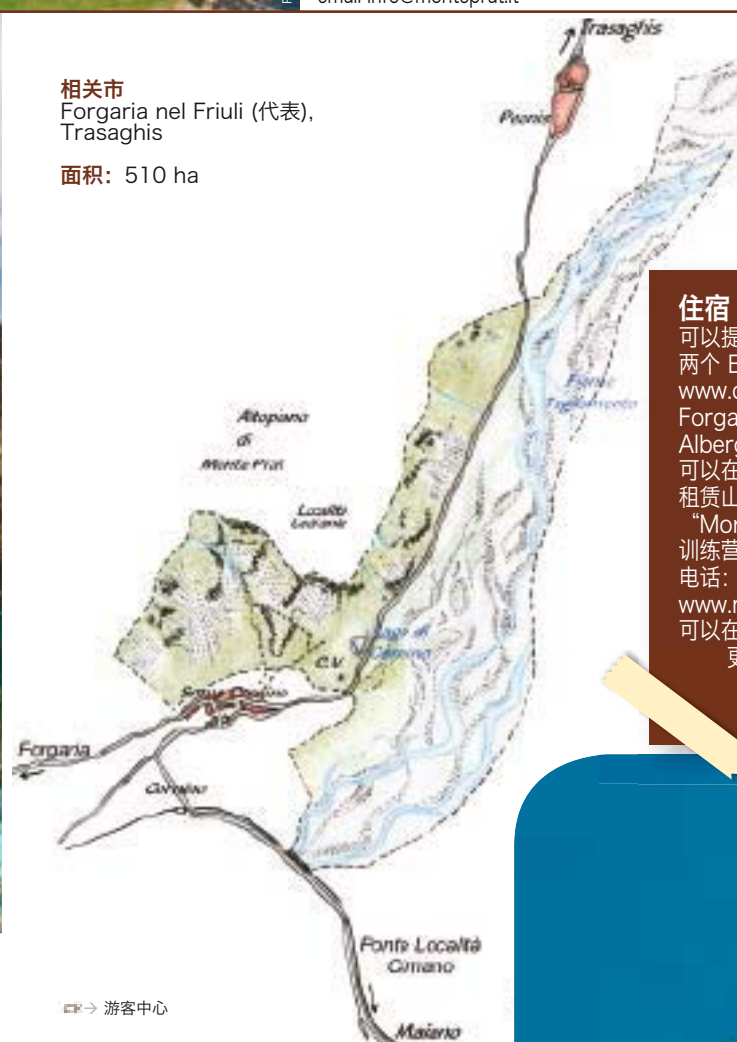 email info@monteprat.it
相关市
Forgaria nel Friuli (代表),
Trasaghis
面积：510 ha
Trasaghis
Peonis
Fiume
Tagliamento
Altopiano
di
Monte Prat
Località
住宿
可以提
两个
www.
Forga
Alberg
可以在
租赁山
“Mon
训练营
电话：
www.
可以在
Lago di
Cornino
C.V.
Forgaria
Cornino
Ponte Località
Cimano
Maiano
→ 游客中心